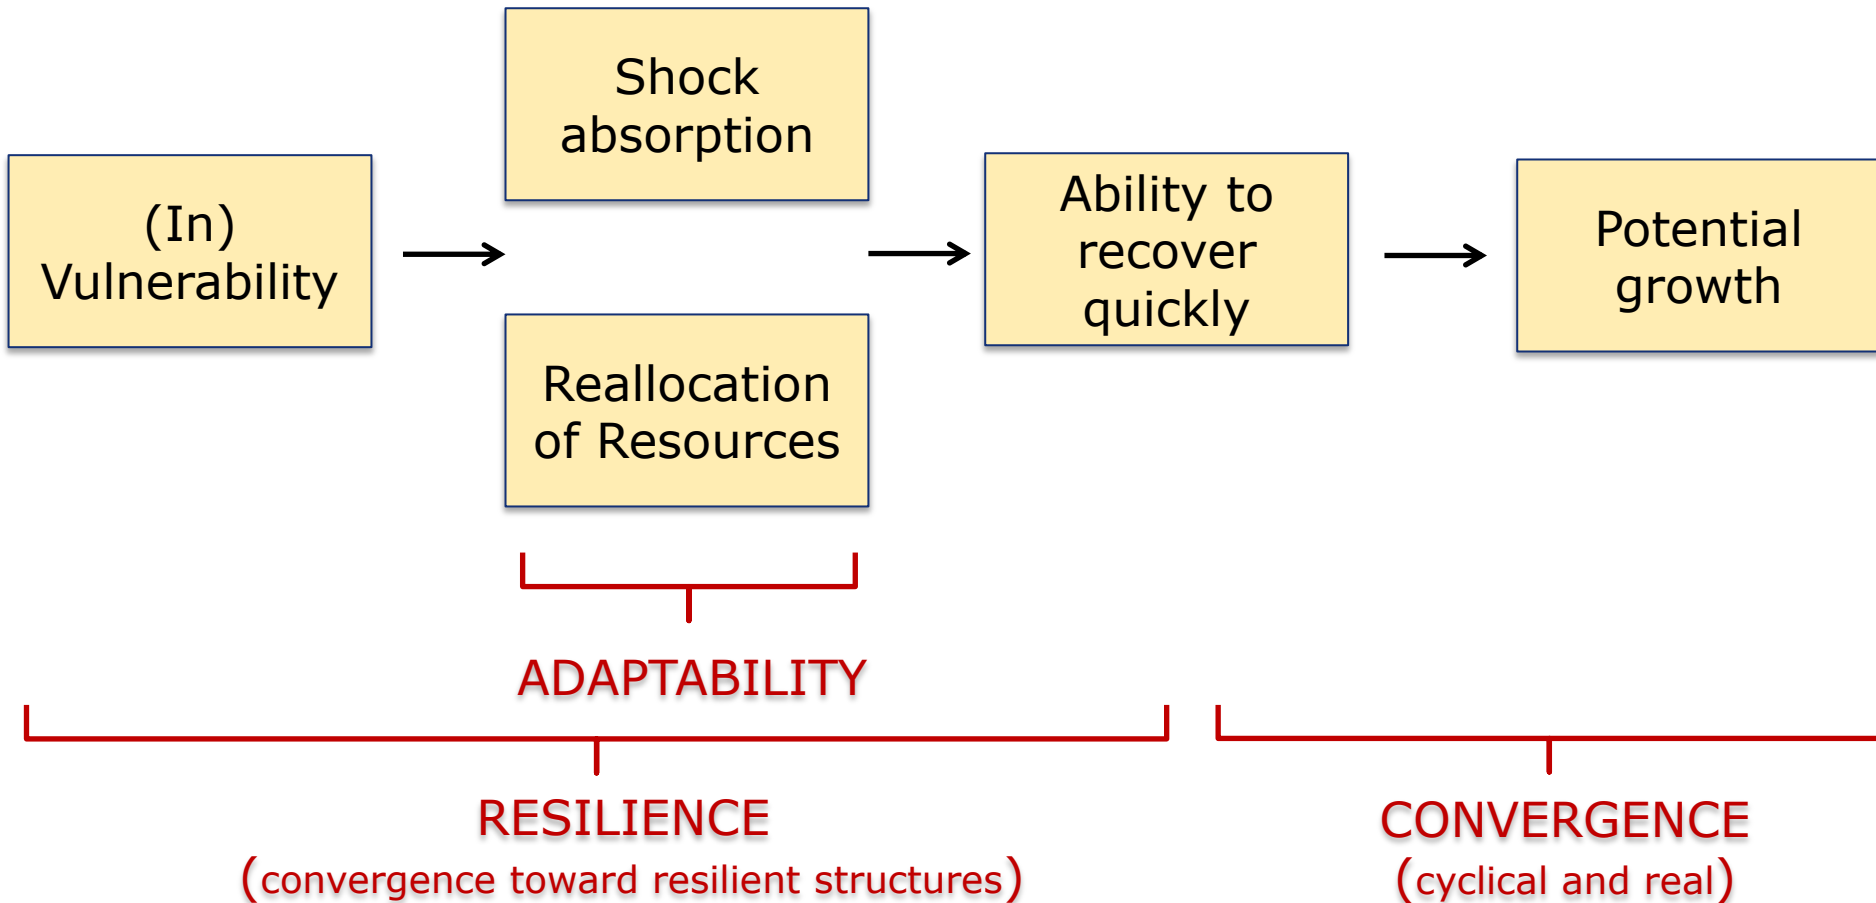 Shock
absorption
(In)
Vulnerability
Reallocation
of Resources
Ability to
recover
quickly
Potential
growth
ADAPTABILITY
RESILIENCE
(convergence toward resilient structures)
CONVERGENCE
(cyclical and real)